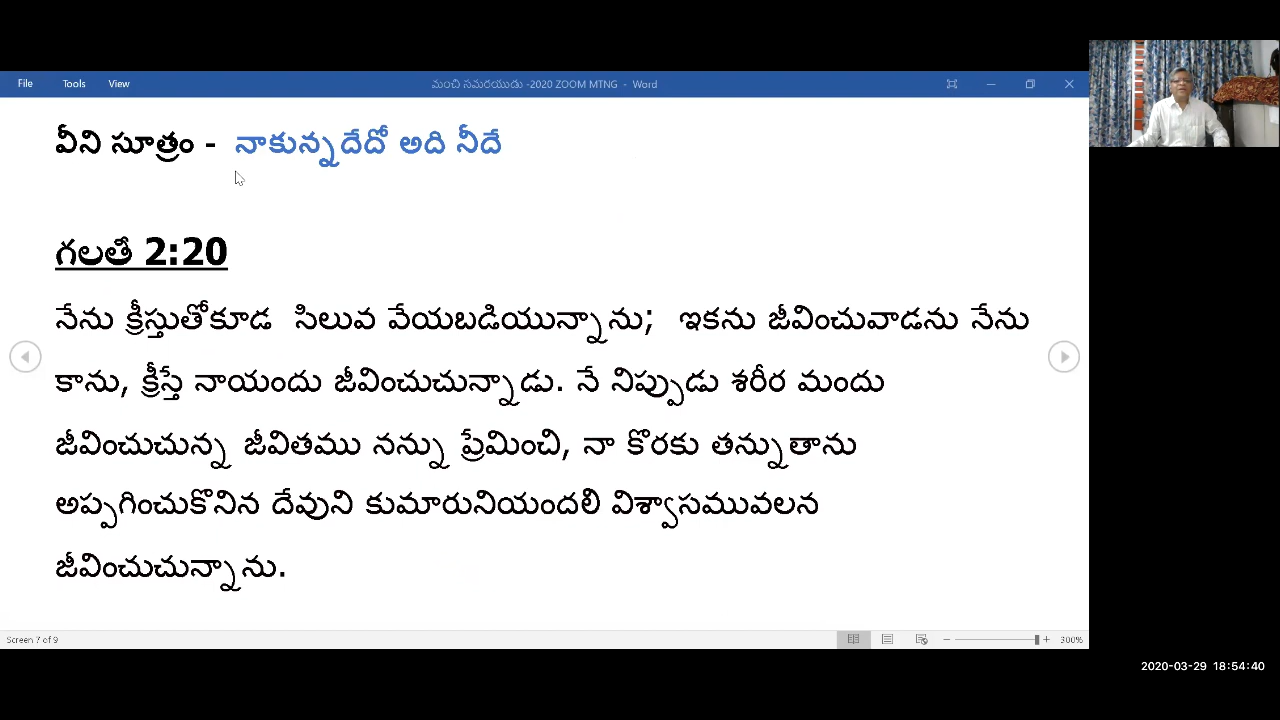 File Tools View మంచి సమరయుడు -2020 ZOOM MTNG - Word
వీని సూత్రం - నాకున్నదేదో అది నీదే
గలతీ 2:20
నేను క్రీస్తుతోకూడ సిలువ వేయబడియున్నాను; ఇకను జీవించువాడను నేను
కాను, క్రీస్తే నాయందు జీవించుచున్నాడు. నే నిప్పుడు శరీర మందు
జీవించుచున్న జీవితము నన్ను ప్రేమించి, నా కొరకు తన్నుతాను
అప్పగించుకొనిన దేవుని కుమారునియందలి విశ్వాసమువలన
జీవించుచున్నాను.
Screen 7 of 9 300%
2020-03-29 18:54:40